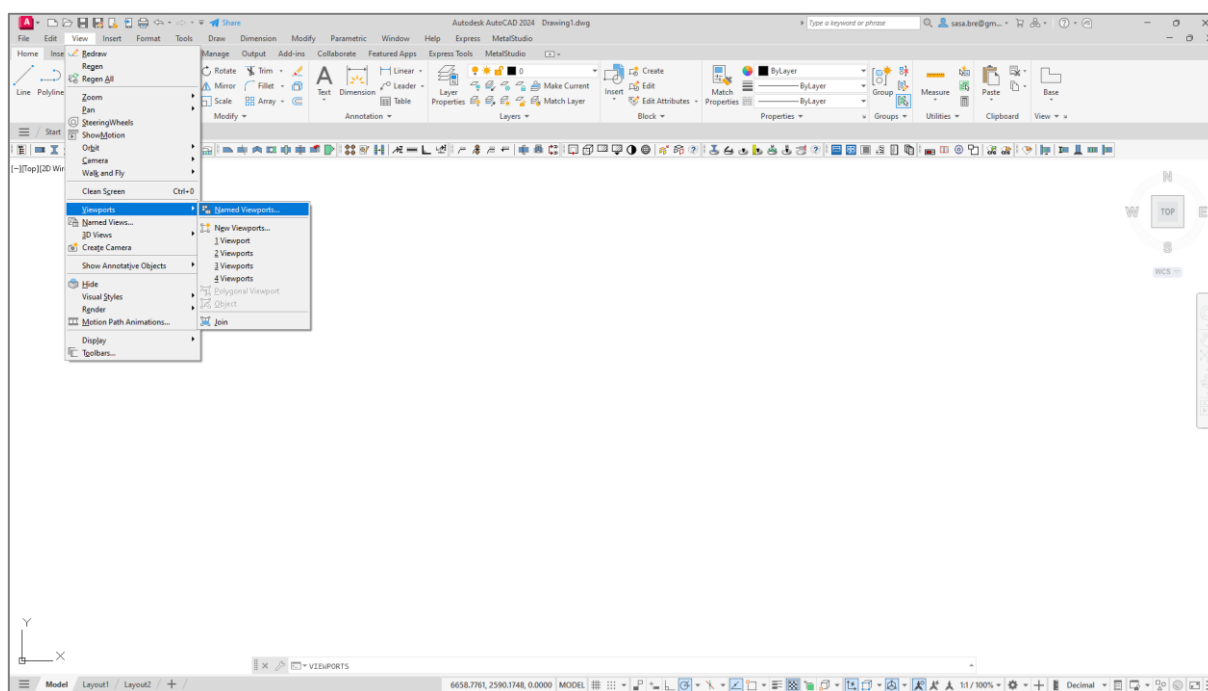 A Share Autodesk AutoCAD 2024 Drawing1.dwg Type a keyword or phrase sasa.bre@gm...
File Edit View Insert Format Tools Draw Dimension Modify Parametric Window Help Express MetalStudio
Home Inse Manage Output Add-ins Collaborate Featured Apps Express Tools MetalStudio
Redraw
Regen
Regen All
Zoom
Pan
SteeringWheels
ShowMotion
Orbit
Camera
Walk and Fly
Clean Screen Ctrl+0
Viewports
Named Views...
3D Views
Create Camera
Show Annotative Objects
Hide
Visual Styles
Render
Motion Path Animations...
Display
Toolbars...
Named Viewports...
New Viewports...
1 Viewport
2 Viewports
3 Viewports
4 Viewports
Polygonal Viewport
Object
Join
Line Polyline
Rotate Trim
Mirror Fillet
Scale Array
Modify
Text Dimension
Linear
Leader
Table
Annotation
Layer
Properties
0
Make Current
Match Layer
Layers
Insert
Create
Edit
Edit Attributes
Block
Match
Properties
ByLayer
ByLayer
ByLayer
Properties
Group
Groups
Measure
Utilities
Paste
Clipboard
Base
View
Start
[-][Top][2D Wir
N
W TOP E
S
WCS
Y
X
VIEWPORTS
Model Layout1 Layout2 + 6658.7761, 2590.1748, 0.0000 MODEL 1:1 / 100% Decimal